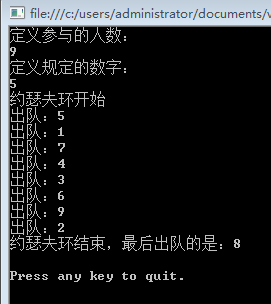 file:///c:/users/administrator/documents/v
定义参与的人数：
9
定义规定的数字：
5
约瑟夫环开始
出队：5
出队：1
出队：7
出队：4
出队：3
出队：6
出队：9
出队：2
约瑟夫环结束，最后出队的是：8
Press any key to quit.